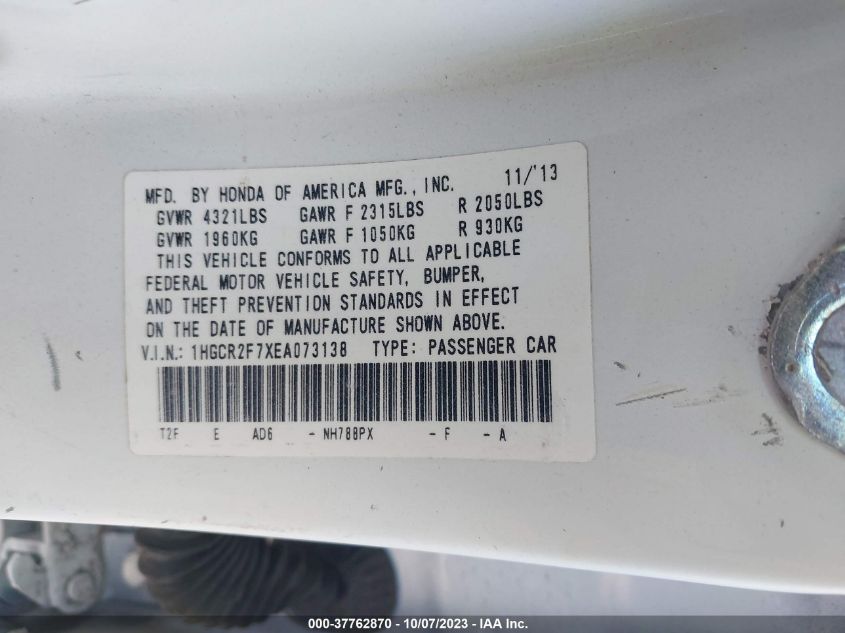 MFD. BY HONDA OF AMERICA MFG., INC. 11/'13
GVWR 4321LBS GAWR F 2315LBS R 2050LBS
GVWR 1960KG GAWR F 1050KG R 930KG
THIS VEHICLE CONFORMS TO ALL APPLICABLE
FEDERAL MOTOR VEHICLE SAFETY, BUMPER,
AND THEFT PREVENTION STANDARDS IN EFFECT
ON THE DATE OF MANUFACTURE SHOWN ABOVE.
V.I.N.: 1HGCR2F7XEA073138 TYPE: PASSENGER CAR
T2F E AD6 - NH788PX - F - A
000-37762870 - 10/07/2023 - IAA Inc.